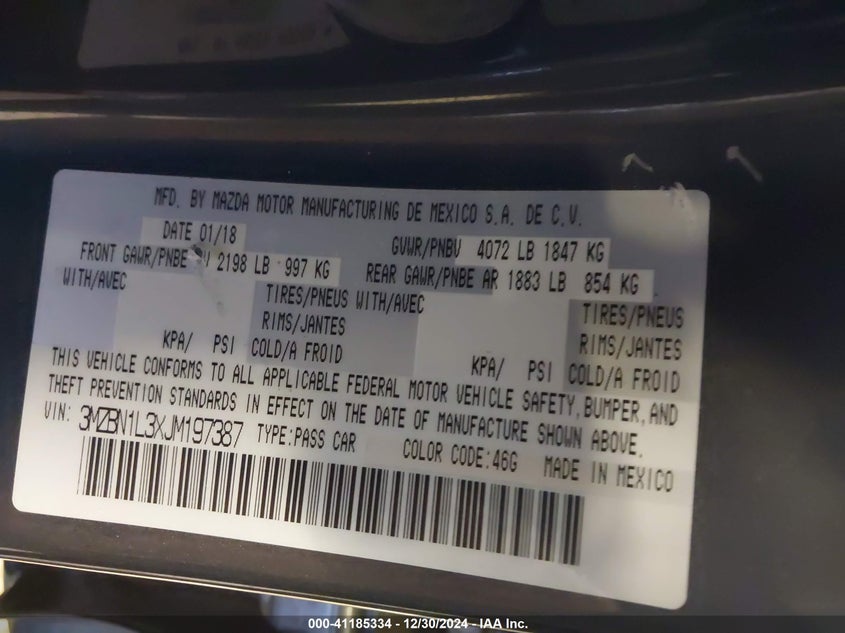 MFD. BY MAZDA MOTOR MANUFACTURING DE MEXICO S.A. DE C.V.
DATE 01/18 GVWR/PNBV 4072 LB 1847 KG
FRONT GAWR/PNBE AV 2198 LB 997 KG REAR GAWR/PNBE AR 1883 LB 854 KG
WITH/AVEC TIRES/PNEUS WITH/AVEC TIRES/PNEUS
RIMS/JANTES RIMS/JANTES
KPA/ PSI COLD/A FROID KPA/ PSI COLD/A FROID
THIS VEHICLE CONFORMS TO ALL APPLICABLE FEDERAL MOTOR VEHICLE SAFETY, BUMPER, AND
THEFT PREVENTION STANDARDS IN EFFECT ON THE DATE OF MANUFACTURE SHOWN ABOVE.
VIN: 3MZBN1L3XJM197387 TYPE:PASS CAR COLOR CODE:46G MADE IN MEXICO
000-41185334 - 12/30/2024 - IAA Inc.